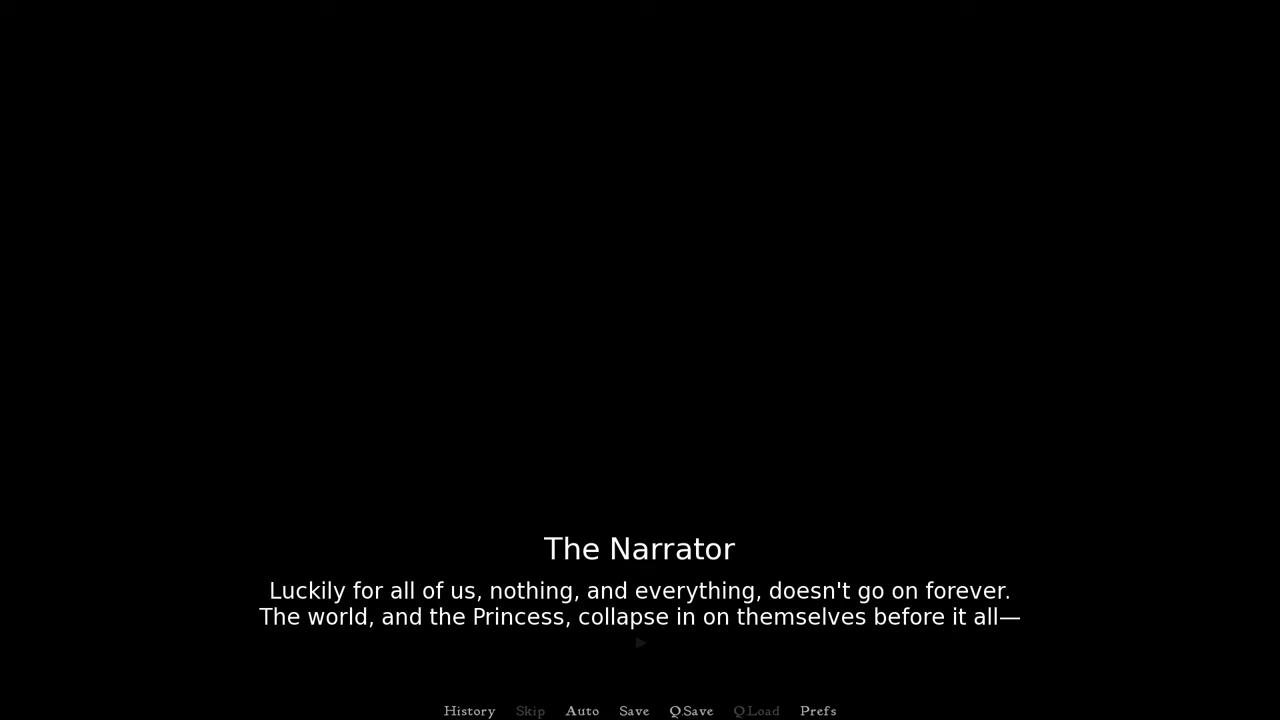 The Narrator
Luckily for all of us, nothing, and everything, doesn't go on forever.
The world, and the Princess, collapse in on themselves before it all—
History Skip Auto Save Q.Save Q.Load Prefs